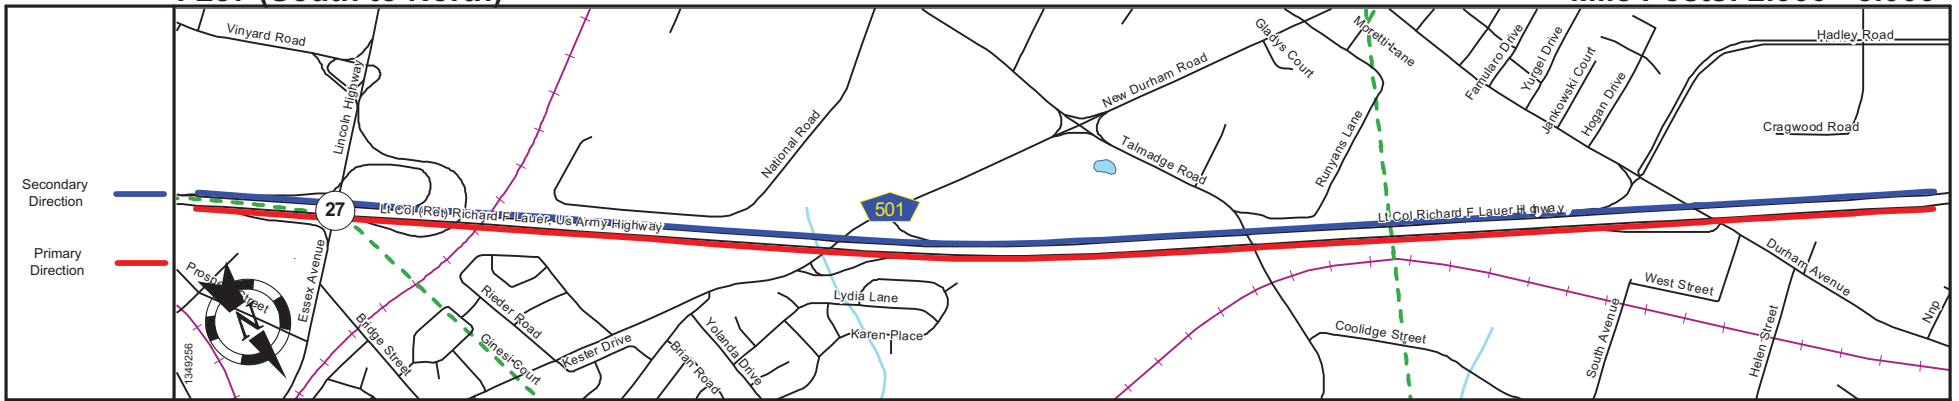 Vinyard Road
Lincoln Highway
National Road
New Durham Road
Gladys Court
Moretti Lane
Famularo Drive
Yurgel Drive
Jankowski Court
Hogan Drive
Hadley Road
Cragwood Road
Talmadge Road
Runyans Lane
Secondary
Direction
27
501
Lt Col (Ret) Richard F Lauer, Us Army Highway
Lt Col Richard F Lauer
Primary
Direction
Prospect Street
Essex Avenue
N
1349256
Bridge Street
Rieder Road
Ginesi Court
Kester Drive
Yolanda Drive
Brian Road
Lydia Lane
Karen Place
Coolidge Street
West Street
South Avenue
Helen Street
Durham Avenue
Nnp